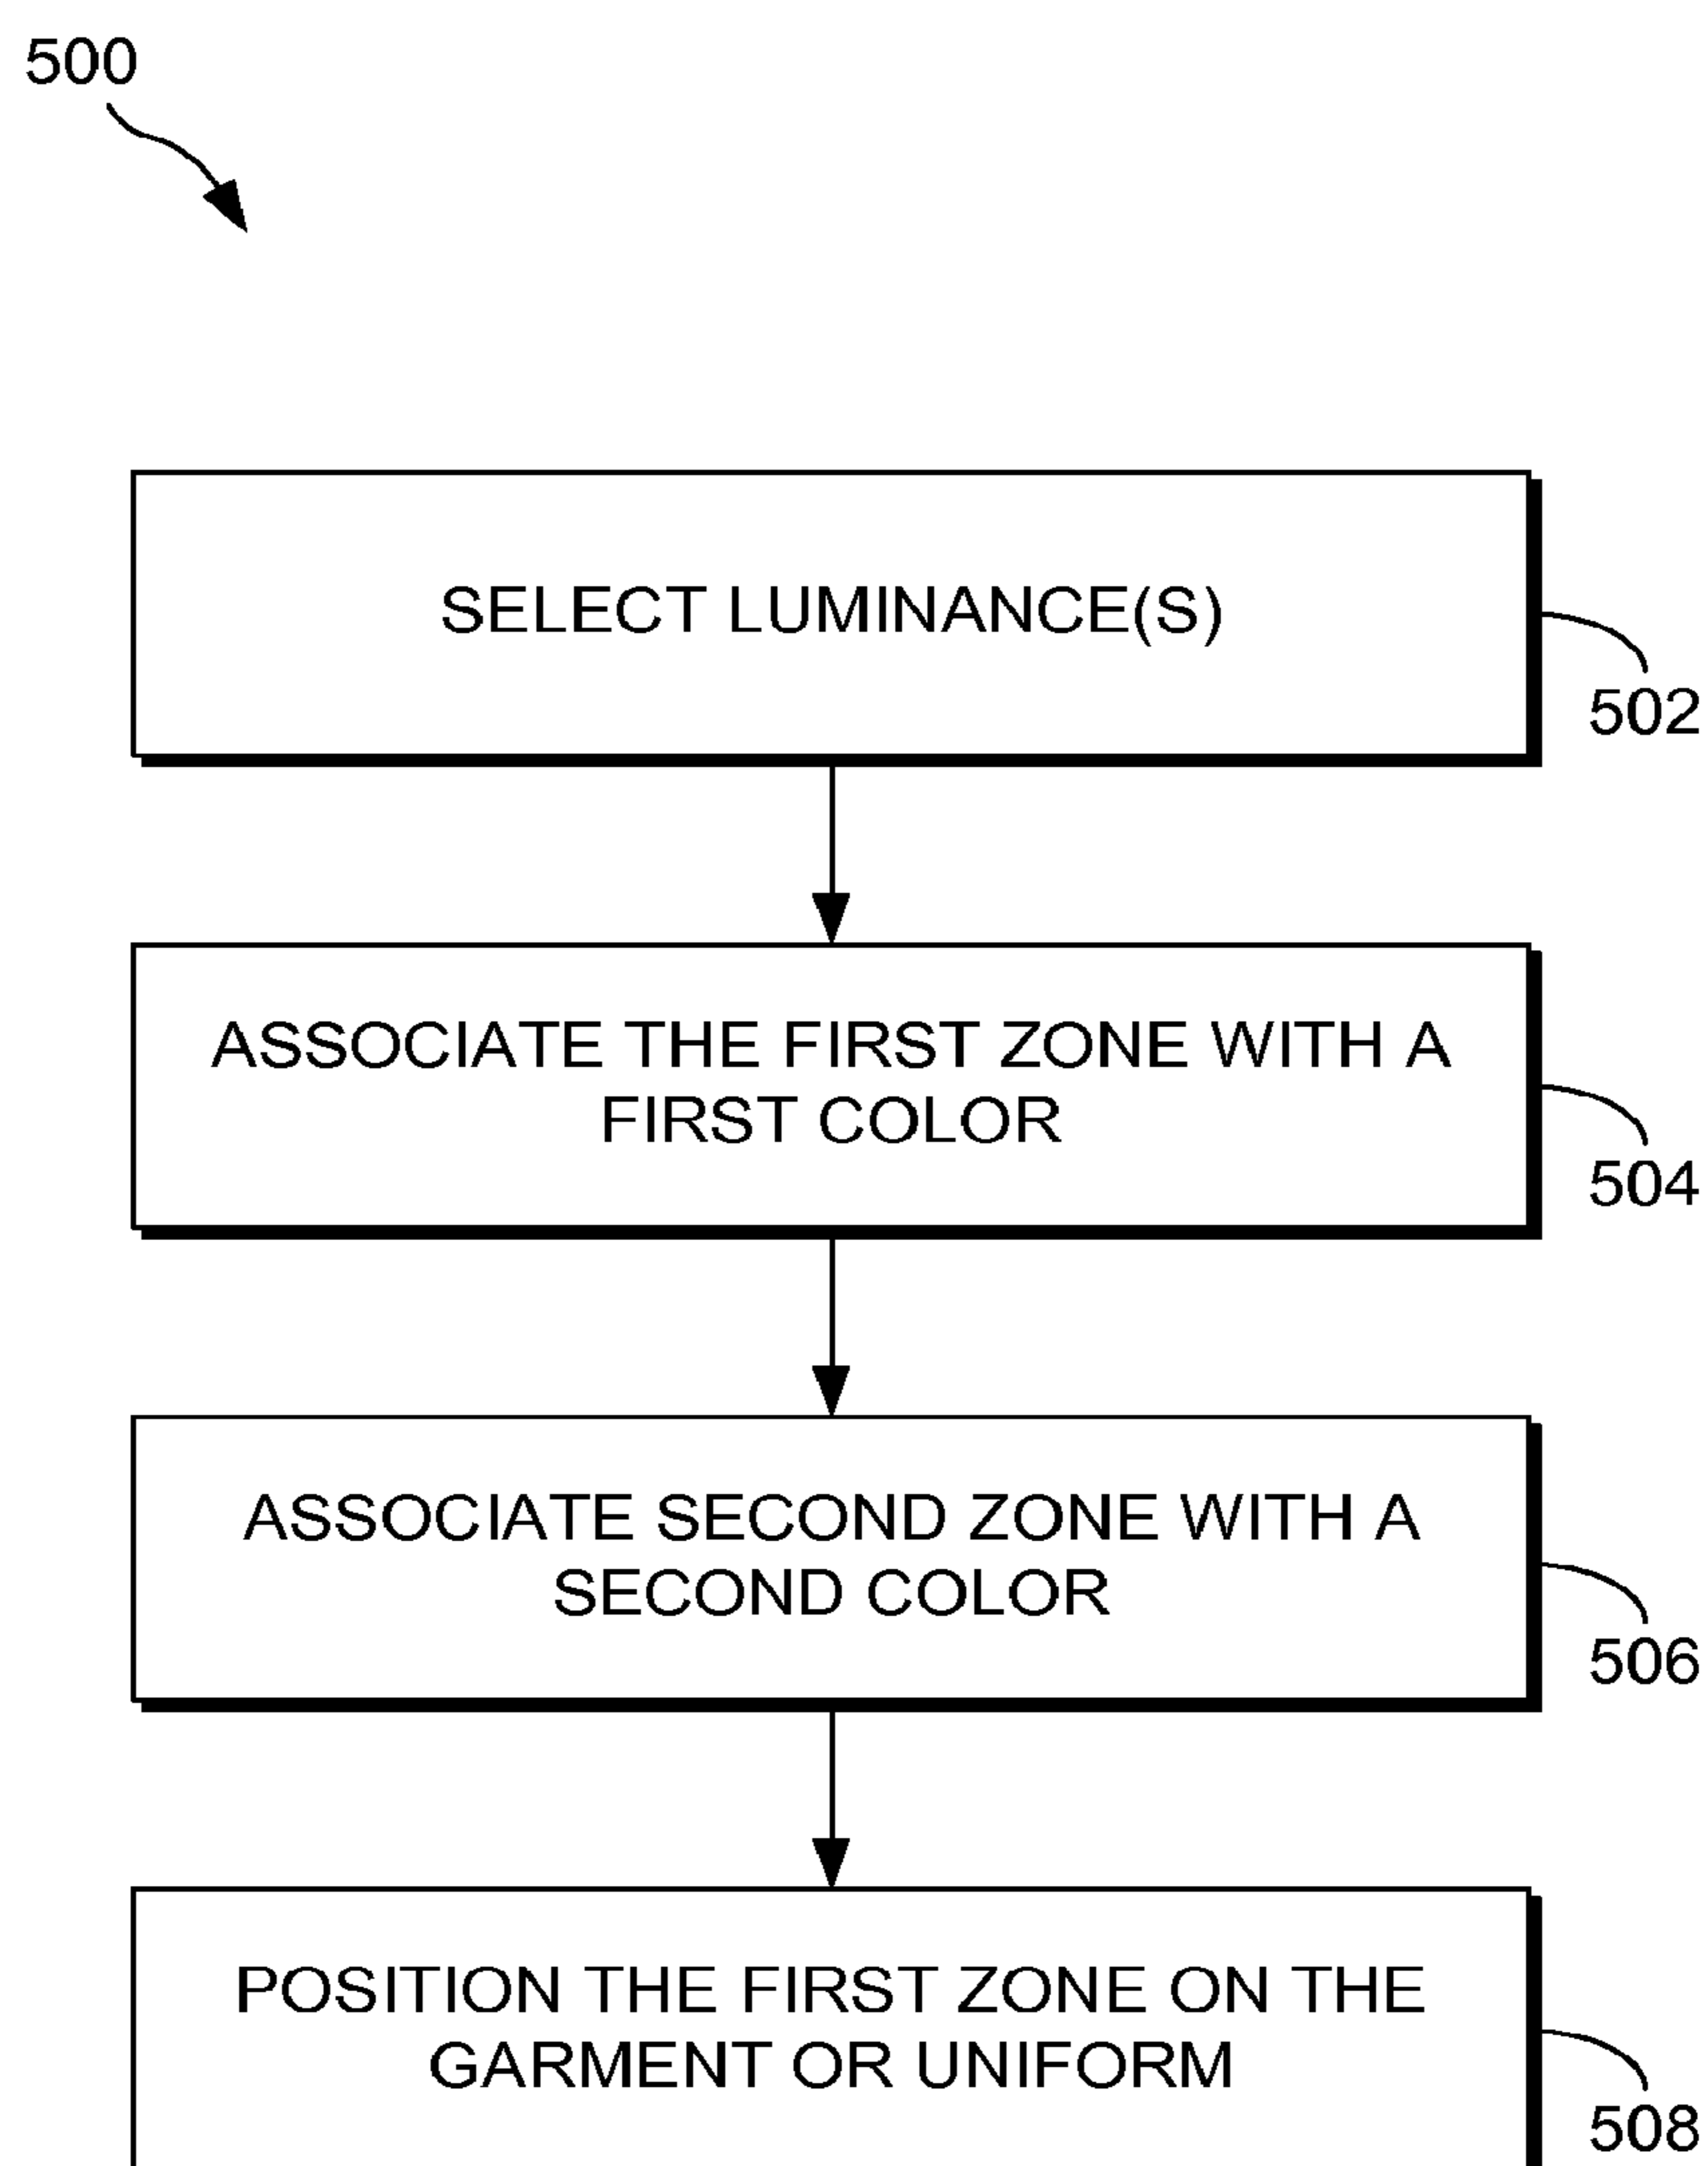 500
SELECT LUMINANCE(S)
502
ASSOCIATE THE FIRST ZONE WITH A
FIRST COLOR
504
ASSOCIATE SECOND ZONE WITH A
SECOND COLOR
506
POSITION THE FIRST ZONE ON THE
GARMENT OR UNIFORM
508